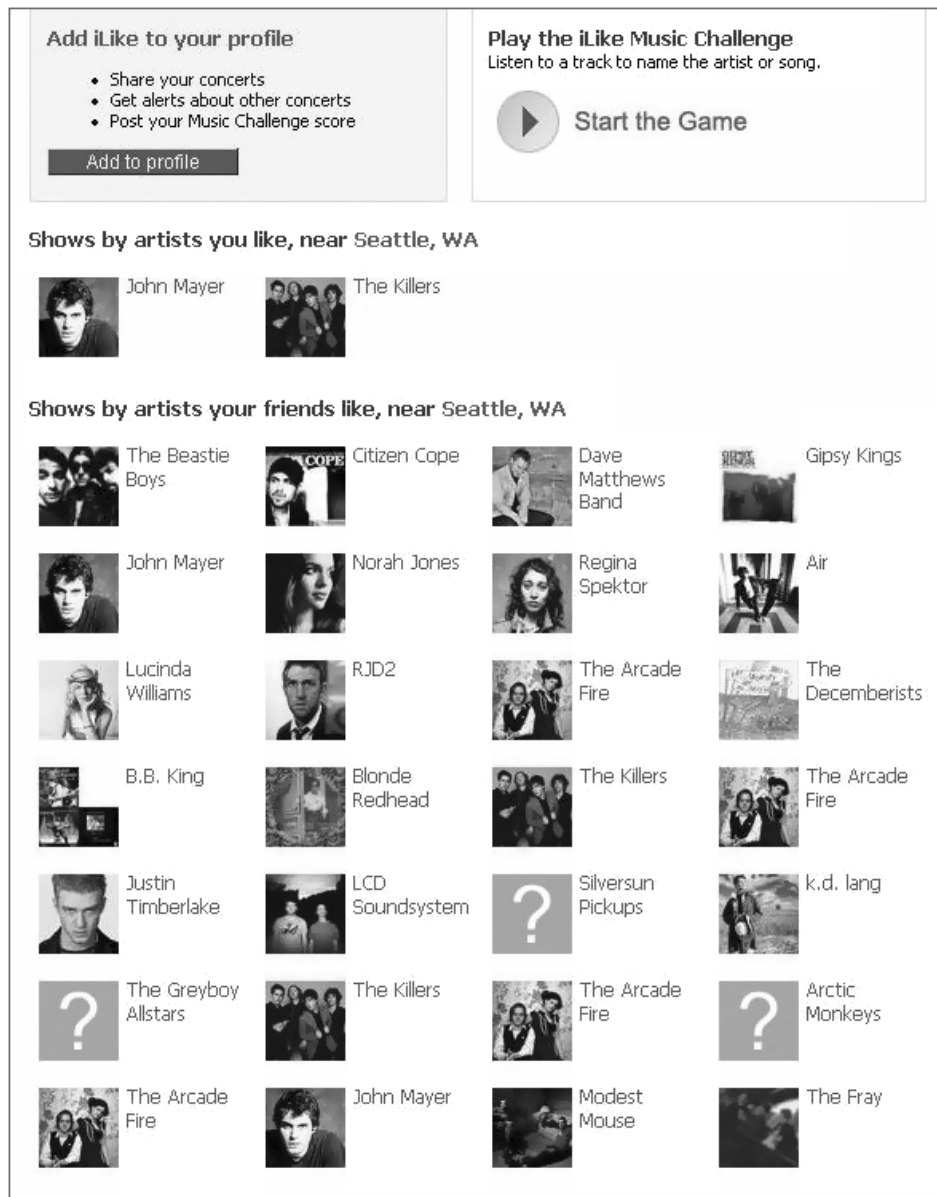 Add iLike to your profile
• Share your concerts
• Get alerts about other concerts
• Post your Music Challenge score
Add to profile
Play the iLike Music Challenge
Listen to a track to name the artist or song.
Start the Game
Shows by artists you like, near Seattle, WA
John Mayer
The Killers
Shows by artists your friends like, near Seattle, WA
The Beastie
Boys
COPE
Citizen Cope
Dave
Matthews
Band
Gipsy Kings
John Mayer
Norah Jones
Regina
Spektor
Air
Lucinda
Williams
RJD2
The Arcade
Fire
The
Decemberists
B.B. King
Blonde
Redhead
The Killers
The Arcade
Fire
Justin
Timberlake
LCD
Soundsystem
?
Silversun
Pickups
k.d. lang
?
The Greyboy
Allstars
The Killers
The Arcade
Fire
?
Arctic
Monkeys
The Arcade
Fire
John Mayer
Modest
Mouse
The Fray